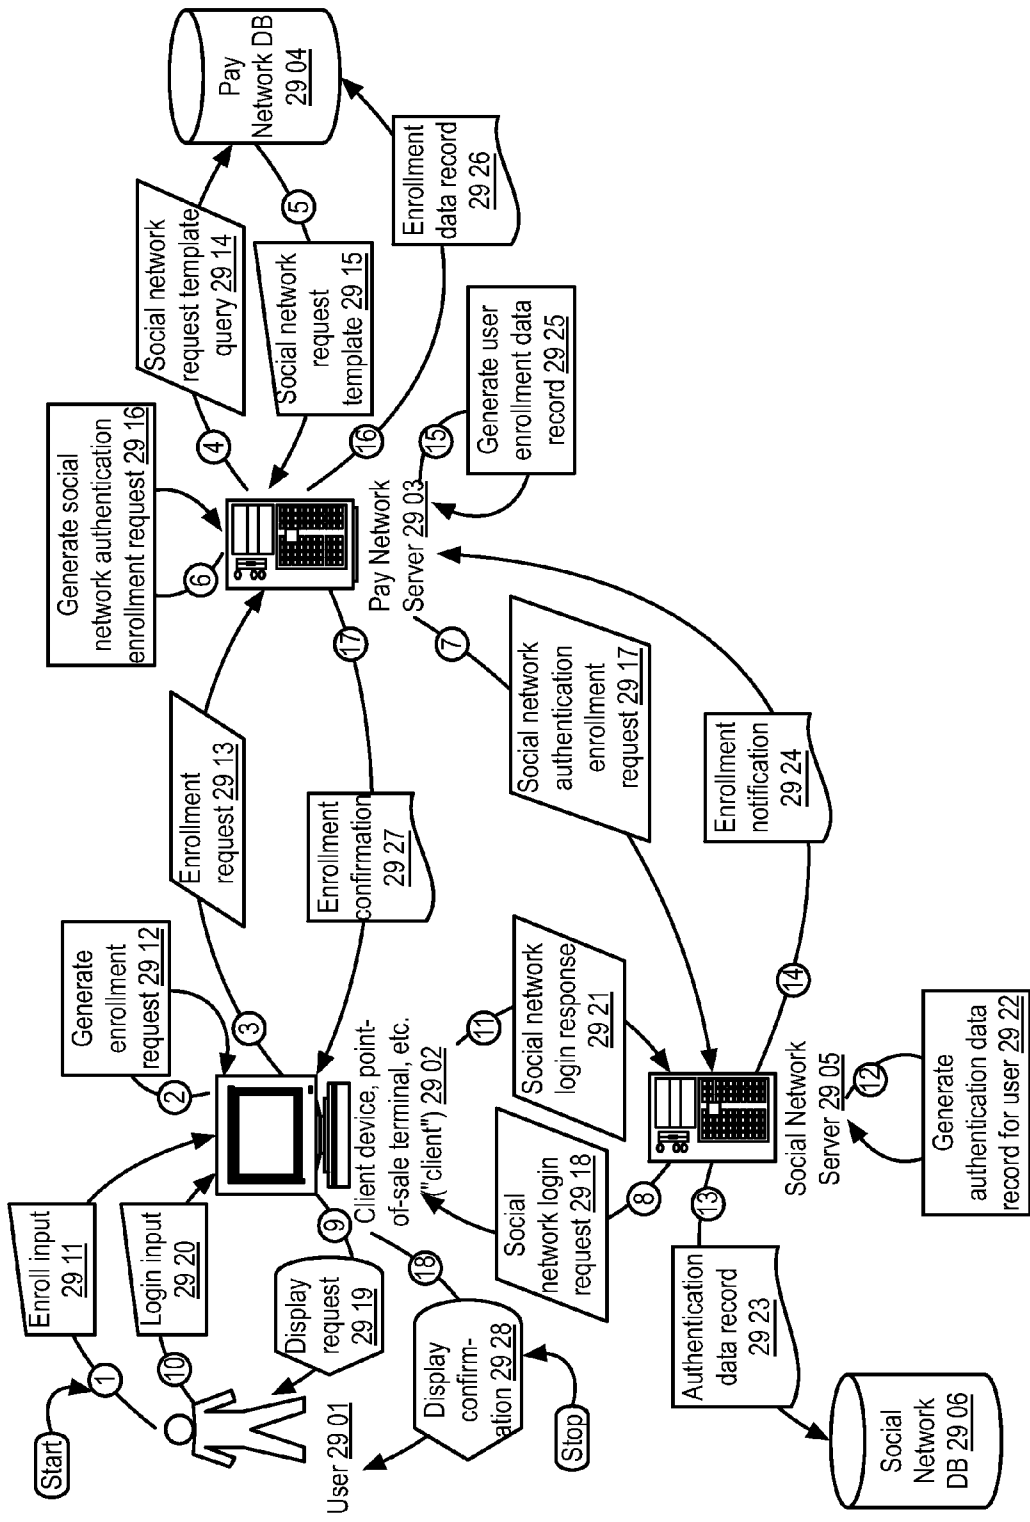 Start
1
Enroll input
29 11
10
Login input
29 20
User 29 01
Display
request
29 19
9
Display
confirm-
ation 29 28
18
Stop
2
Generate
enrollment
request 29 12
3
Enrollment
request 29 13
Client device, point-
of-sale terminal, etc.
("client") 29 02
Enrollment
confirmation
29 27
17
Generate social
network authentication
enrollment request 29 16
6
4
Social network
request template
query 29 14
5
Social network
request
template 29 15
Pay
Network DB
29 04
16
Enrollment
data record
29 26
Pay Network
Server 29 03
15
Generate user
enrollment data
record 29 25
7
Social network
authentication
enrollment
request 29 17
8
Social
network login
request 29 18
11
Social network
login response
29 21
Social Network
Server 29 05
12
Generate
authentication data
record for user 29 22
13
Authentication
data record
29 23
Social
Network
DB 29 06
14
Enrollment
notification
29 24